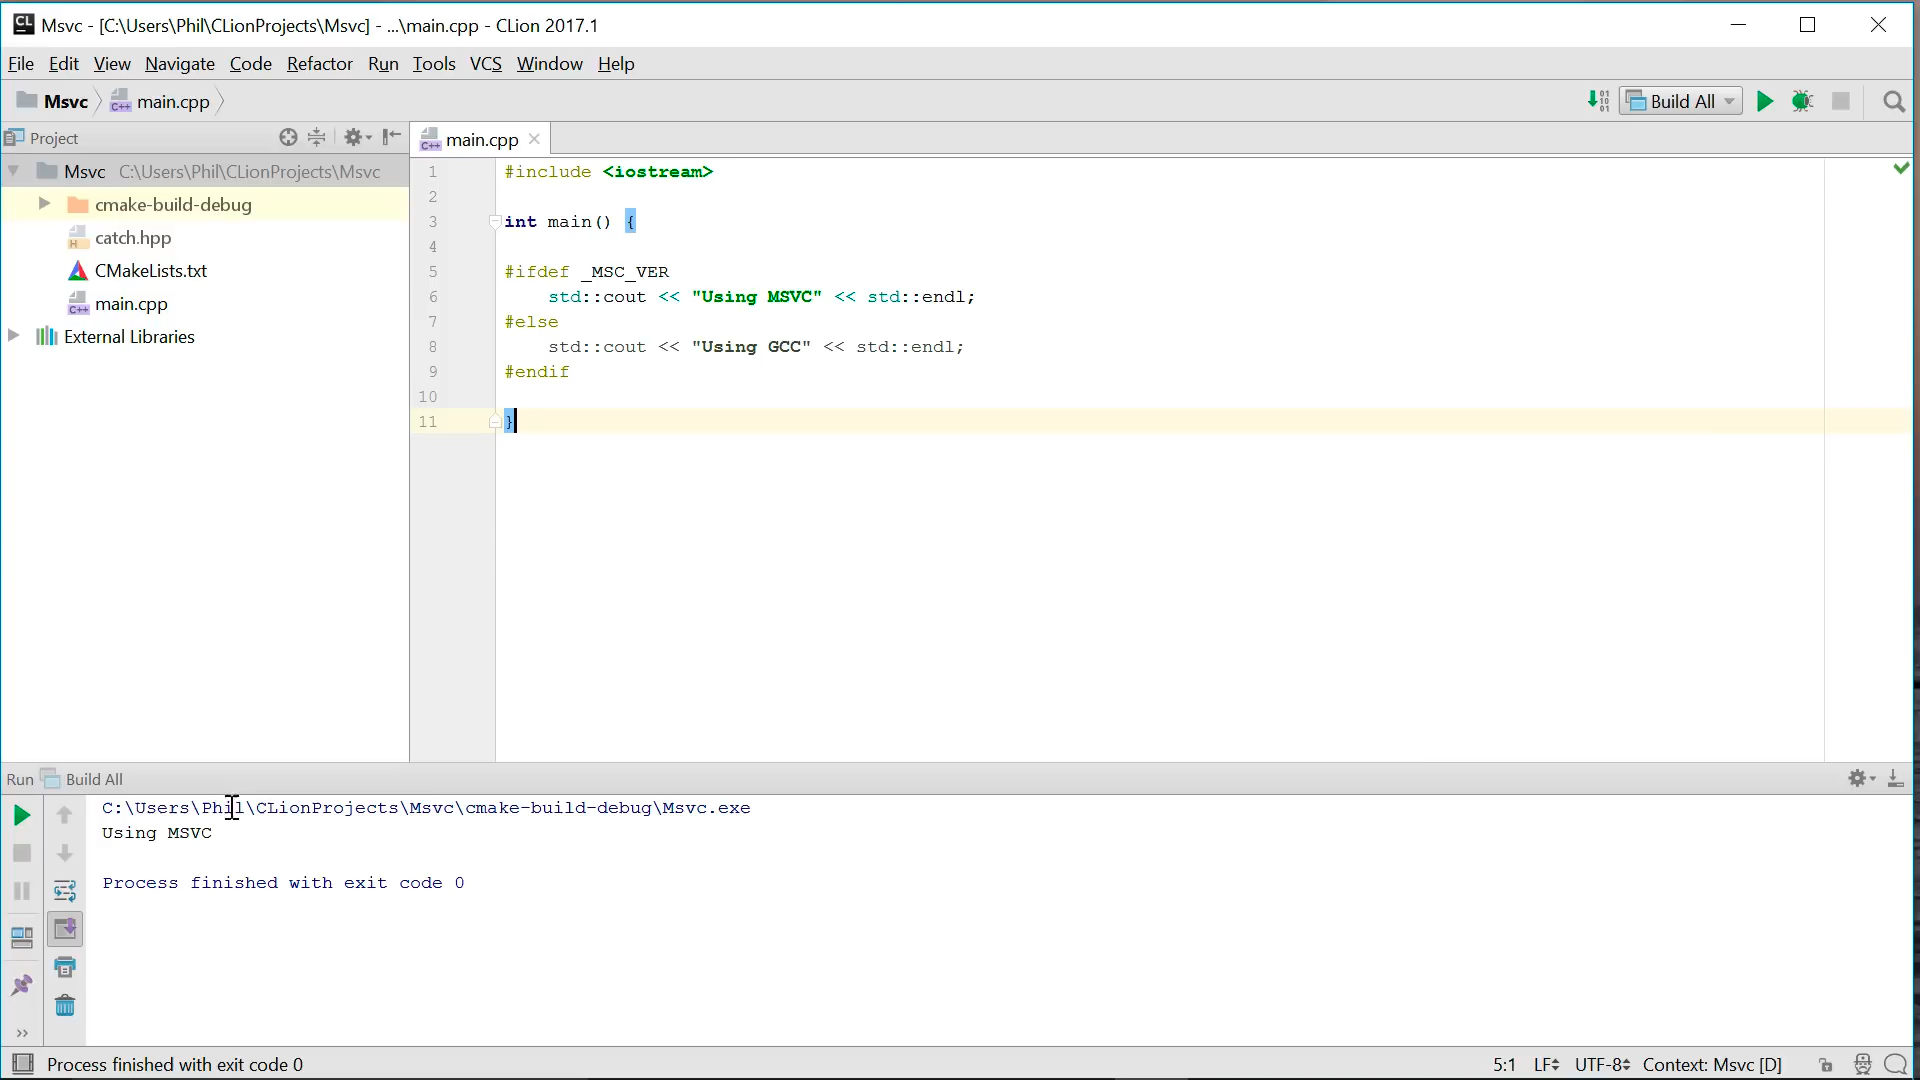 Msvc - [C:\Users\Phil\CLionProjects\Msvc] - ...\main.cpp - CLion 2017.1
File Edit View Navigate Code Refactor Run Tools VCS Window Help
Msvc main.cpp Build All
Project
main.cpp
Msvc C:\Users\Phil\CLionProjects\Msvc
cmake-build-debug
catch.hpp
CMakeLists.txt
main.cpp
External Libraries
1 #include <iostream>
2
3 int main() {
4
5 #ifdef _MSC_VER
6 std::cout << "Using MSVC" << std::endl;
7 #else
8 std::cout << "Using GCC" << std::endl;
9 #endif
10
11 }
Run Build All
C:\Users\Phil\CLionProjects\Msvc\cmake-build-debug\Msvc.exe
Using MSVC
Process finished with exit code 0
Process finished with exit code 0 5:1 LF UTF-8 Context: Msvc [D]